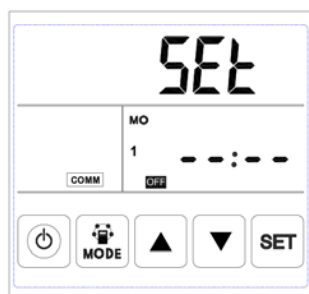 SEt
MO
1 --:--
COMM
OFF
MODE
SET